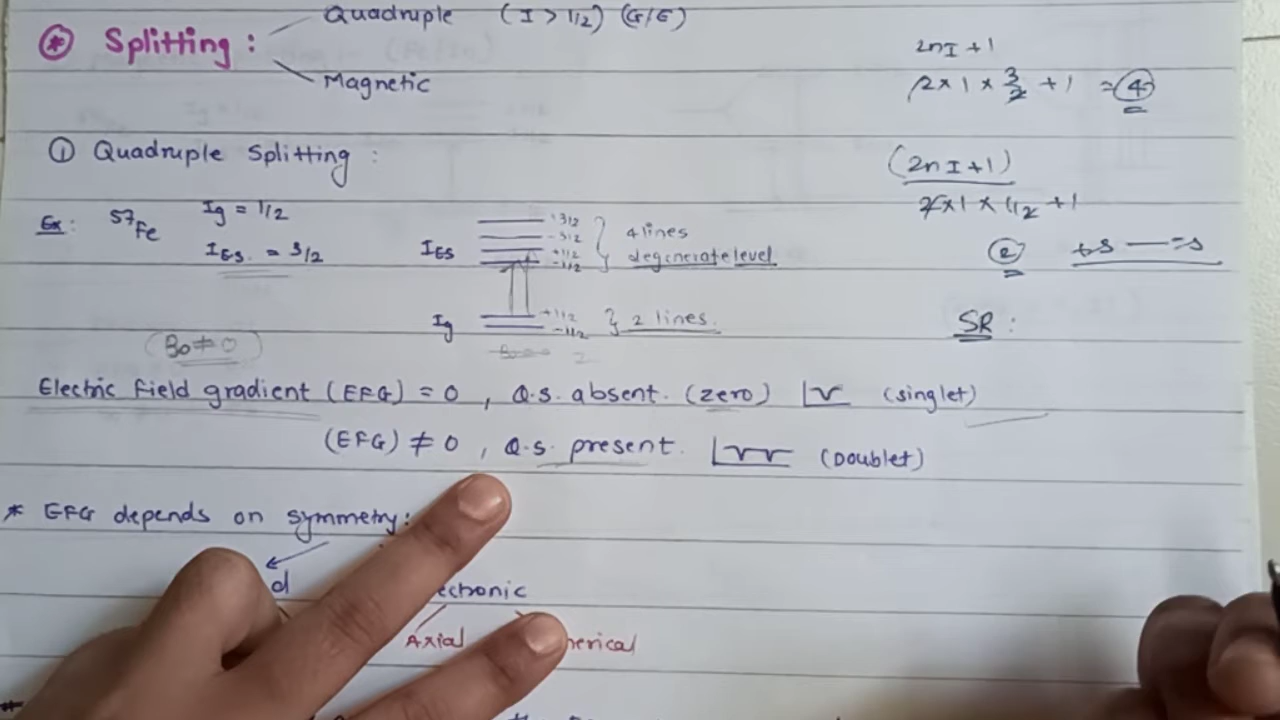 * Splitting :
Quadruple (I > 1/2) (G/E)
Magnetic
2nI + 1
2 x 1 x 3/2 + 1 = 4
① Quadruple Splitting :
(2nI + 1)
2 x 1 x 1/2 + 1
2
Ex: 57Fe Ig = 1/2
IES. = 3/2
IES
+3/2
-3/2
+1/2
-1/2
4 lines
degenerate level
Ig
+1/2
-1/2
2 lines.
SR :
(Bo ≠ 0)
Electric field gradient (EFG) = 0 , Q.S. absent. (zero) (singlet)
(EFG) ≠ 0 , Q.S. present. (Doublet)
* EFG depends on symmetry:
Axial